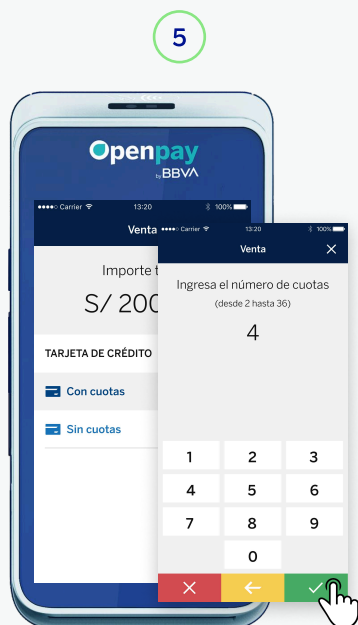 5
Openpay
by BBVA
Carrier 13:20 100%
Venta
Importe t
S/ 200
TARJETA DE CRÉDITO
Con cuotas
Sin cuotas
Carrier 13:20 100%
Venta
Ingresa el número de cuotas
(desde 2 hasta 36)
4
1 2 3
4 5 6
7 8 9
0